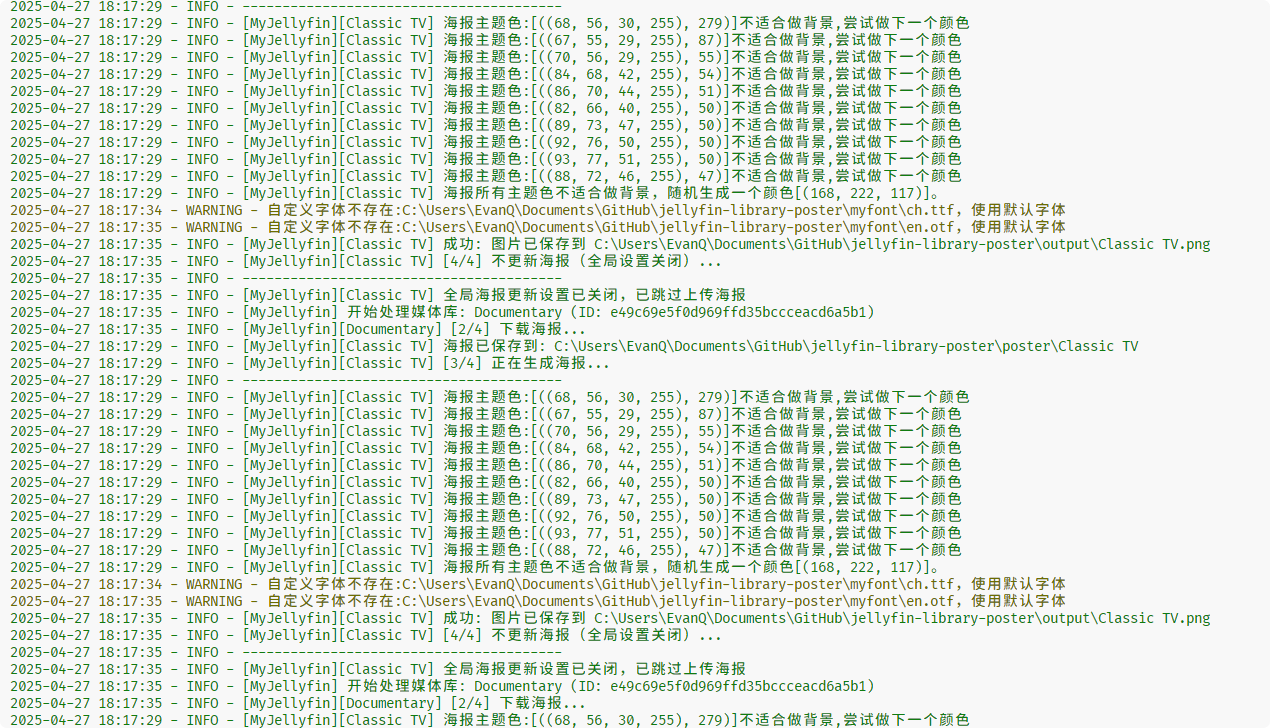 2025-04-27 18:17:29 - INFO - ----------------------------------------
2025-04-27 18:17:29 - INFO - [MyJellyfin][Classic TV] 海报主题色:[((68, 56, 30, 255), 279)]不适合做背景,尝试做下一个颜色
2025-04-27 18:17:29 - INFO - [MyJellyfin][Classic TV] 海报主题色:[((67, 55, 29, 255), 87)]不适合做背景,尝试做下一个颜色
2025-04-27 18:17:29 - INFO - [MyJellyfin][Classic TV] 海报主题色:[((70, 56, 29, 255), 55)]不适合做背景,尝试做下一个颜色
2025-04-27 18:17:29 - INFO - [MyJellyfin][Classic TV] 海报主题色:[((84, 68, 42, 255), 54)]不适合做背景,尝试做下一个颜色
2025-04-27 18:17:29 - INFO - [MyJellyfin][Classic TV] 海报主题色:[((86, 70, 44, 255), 51)]不适合做背景,尝试做下一个颜色
2025-04-27 18:17:29 - INFO - [MyJellyfin][Classic TV] 海报主题色:[((82, 66, 40, 255), 50)]不适合做背景,尝试做下一个颜色
2025-04-27 18:17:29 - INFO - [MyJellyfin][Classic TV] 海报主题色:[((89, 73, 47, 255), 50)]不适合做背景,尝试做下一个颜色
2025-04-27 18:17:29 - INFO - [MyJellyfin][Classic TV] 海报主题色:[((92, 76, 50, 255), 50)]不适合做背景,尝试做下一个颜色
2025-04-27 18:17:29 - INFO - [MyJellyfin][Classic TV] 海报主题色:[((93, 77, 51, 255), 50)]不适合做背景,尝试做下一个颜色
2025-04-27 18:17:29 - INFO - [MyJellyfin][Classic TV] 海报主题色:[((88, 72, 46, 255), 47)]不适合做背景,尝试做下一个颜色
2025-04-27 18:17:29 - INFO - [MyJellyfin][Classic TV] 海报所有主题色不适合做背景，随机生成一个颜色[(168, 222, 117)]。
2025-04-27 18:17:34 - WARNING - 自定义字体不存在:C:\Users\EvanQ\Documents\GitHub\jellyfin-library-poster\myfont\ch.ttf，使用默认字体
2025-04-27 18:17:35 - WARNING - 自定义字体不存在:C:\Users\EvanQ\Documents\GitHub\jellyfin-library-poster\myfont\en.otf，使用默认字体
2025-04-27 18:17:35 - INFO - [MyJellyfin][Classic TV] 成功: 图片已保存到 C:\Users\EvanQ\Documents\GitHub\jellyfin-library-poster\output\Classic TV.png
2025-04-27 18:17:35 - INFO - [MyJellyfin][Classic TV] [4/4] 不更新海报（全局设置关闭）...
2025-04-27 18:17:35 - INFO - ----------------------------------------
2025-04-27 18:17:35 - INFO - [MyJellyfin][Classic TV] 全局海报更新设置已关闭，已跳过上传海报
2025-04-27 18:17:35 - INFO - [MyJellyfin] 开始处理媒体库: Documentary (ID: e49c69e5f0d969ffd35bccceacd6a5b1)
2025-04-27 18:17:35 - INFO - [MyJellyfin][Documentary] [2/4] 下载海报...
2025-04-27 18:17:29 - INFO - [MyJellyfin][Classic TV] 海报已保存到: C:\Users\EvanQ\Documents\GitHub\jellyfin-library-poster\poster\Classic TV
2025-04-27 18:17:29 - INFO - [MyJellyfin][Classic TV] [3/4] 正在生成海报...
2025-04-27 18:17:29 - INFO - ----------------------------------------
2025-04-27 18:17:29 - INFO - [MyJellyfin][Classic TV] 海报主题色:[((68, 56, 30, 255), 279)]不适合做背景,尝试做下一个颜色
2025-04-27 18:17:29 - INFO - [MyJellyfin][Classic TV] 海报主题色:[((67, 55, 29, 255), 87)]不适合做背景,尝试做下一个颜色
2025-04-27 18:17:29 - INFO - [MyJellyfin][Classic TV] 海报主题色:[((70, 56, 29, 255), 55)]不适合做背景,尝试做下一个颜色
2025-04-27 18:17:29 - INFO - [MyJellyfin][Classic TV] 海报主题色:[((84, 68, 42, 255), 54)]不适合做背景,尝试做下一个颜色
2025-04-27 18:17:29 - INFO - [MyJellyfin][Classic TV] 海报主题色:[((86, 70, 44, 255), 51)]不适合做背景,尝试做下一个颜色
2025-04-27 18:17:29 - INFO - [MyJellyfin][Classic TV] 海报主题色:[((82, 66, 40, 255), 50)]不适合做背景,尝试做下一个颜色
2025-04-27 18:17:29 - INFO - [MyJellyfin][Classic TV] 海报主题色:[((89, 73, 47, 255), 50)]不适合做背景,尝试做下一个颜色
2025-04-27 18:17:29 - INFO - [MyJellyfin][Classic TV] 海报主题色:[((92, 76, 50, 255), 50)]不适合做背景,尝试做下一个颜色
2025-04-27 18:17:29 - INFO - [MyJellyfin][Classic TV] 海报主题色:[((93, 77, 51, 255), 50)]不适合做背景,尝试做下一个颜色
2025-04-27 18:17:29 - INFO - [MyJellyfin][Classic TV] 海报主题色:[((88, 72, 46, 255), 47)]不适合做背景,尝试做下一个颜色
2025-04-27 18:17:29 - INFO - [MyJellyfin][Classic TV] 海报所有主题色不适合做背景，随机生成一个颜色[(168, 222, 117)]。
2025-04-27 18:17:34 - WARNING - 自定义字体不存在:C:\Users\EvanQ\Documents\GitHub\jellyfin-library-poster\myfont\ch.ttf，使用默认字体
2025-04-27 18:17:35 - WARNING - 自定义字体不存在:C:\Users\EvanQ\Documents\GitHub\jellyfin-library-poster\myfont\en.otf，使用默认字体
2025-04-27 18:17:35 - INFO - [MyJellyfin][Classic TV] 成功: 图片已保存到 C:\Users\EvanQ\Documents\GitHub\jellyfin-library-poster\output\Classic TV.png
2025-04-27 18:17:35 - INFO - [MyJellyfin][Classic TV] [4/4] 不更新海报（全局设置关闭）...
2025-04-27 18:17:35 - INFO - ----------------------------------------
2025-04-27 18:17:35 - INFO - [MyJellyfin][Classic TV] 全局海报更新设置已关闭，已跳过上传海报
2025-04-27 18:17:35 - INFO - [MyJellyfin] 开始处理媒体库: Documentary (ID: e49c69e5f0d969ffd35bccceacd6a5b1)
2025-04-27 18:17:35 - INFO - [MyJellyfin][Documentary] [2/4] 下载海报...
2025-04-27 18:17:29 - INFO - [MyJellyfin][Classic TV] 海报主题色:[((68, 56, 30, 255), 279)]不适合做背景,尝试做下一个颜色